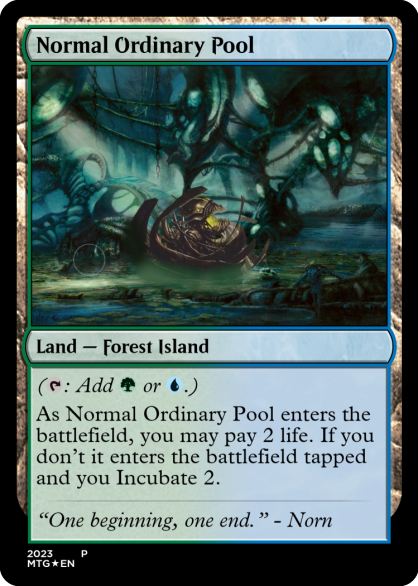 Normal Ordinary Pool
Land — Forest Island
(: Add or .)
As Normal Ordinary Pool enters the
battlefield, you may pay 2 life. If you
don't it enters the battlefield tapped
and you Incubate 2.
“One beginning, one end.” - Norn
2023 P
MTG★EN